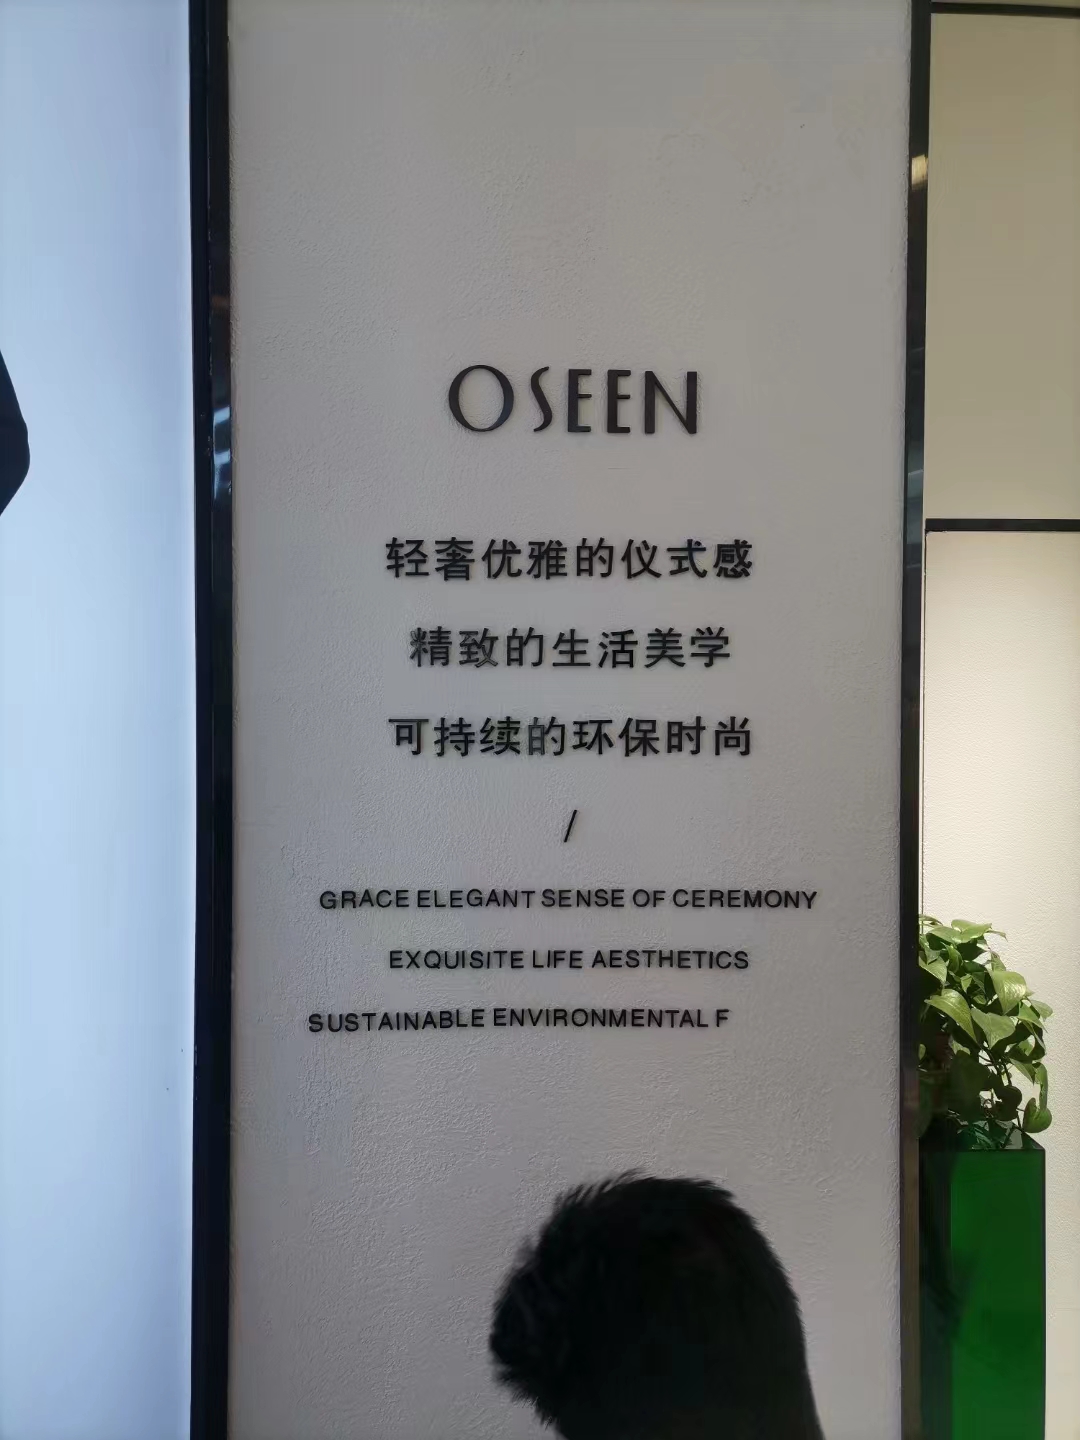 OSEEN
轻奢优雅的仪式感
精致的生活美学
可持续的环保时尚
/
GRACE ELEGANT SENSE OF CEREMONY
EXQUISITE LIFE AESTHETICS
SUSTAINABLE ENVIRONMENTAL F